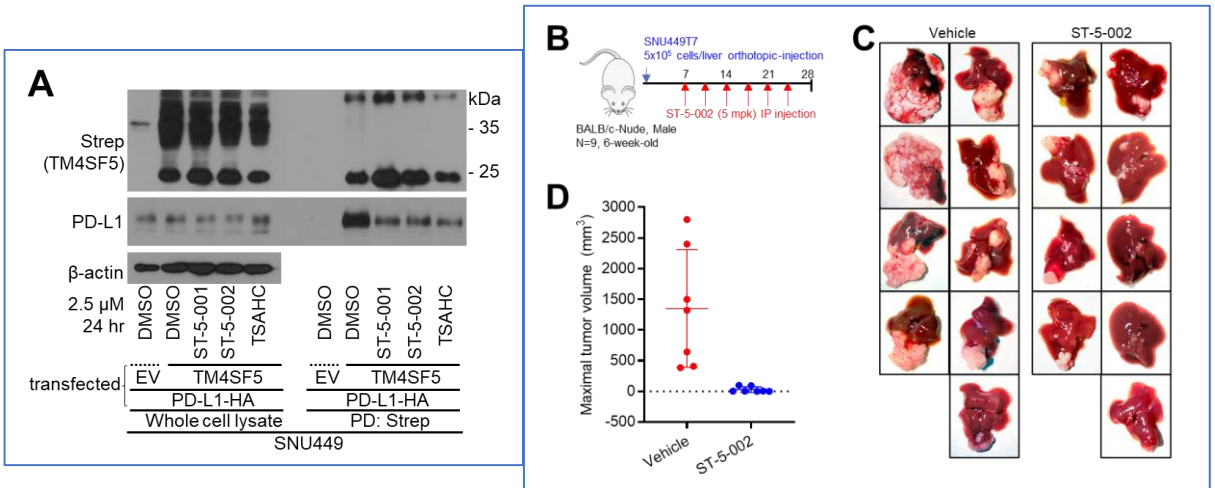 A
kDa
- 35
- 25
Strep
(TM4SF5)
PD-L1
β-actin
2.5 µM
24 hr
DMSO
DMSO
ST-5-001
ST-5-002
TSAHC
EV
DMSO
ST-5-001
ST-5-002
TSAHC
transfected
EV TM4SF5 EV TM4SF5
PD-L1-HA PD-L1-HA
Whole cell lysate PD: Strep
SNU449
B
SNU449T7
5x10⁵ cells/liver orthotopic-injection
7 14 21 28
ST-5-002 (5 mpk) IP injection
BALB/c-Nude, Male
N=9, 6-week-old
C
Vehicle ST-5-002
D
Maximal tumor volume (mm³)
3000
2500
2000
1500
1000
500
0
-500
Vehicle
ST-5-002